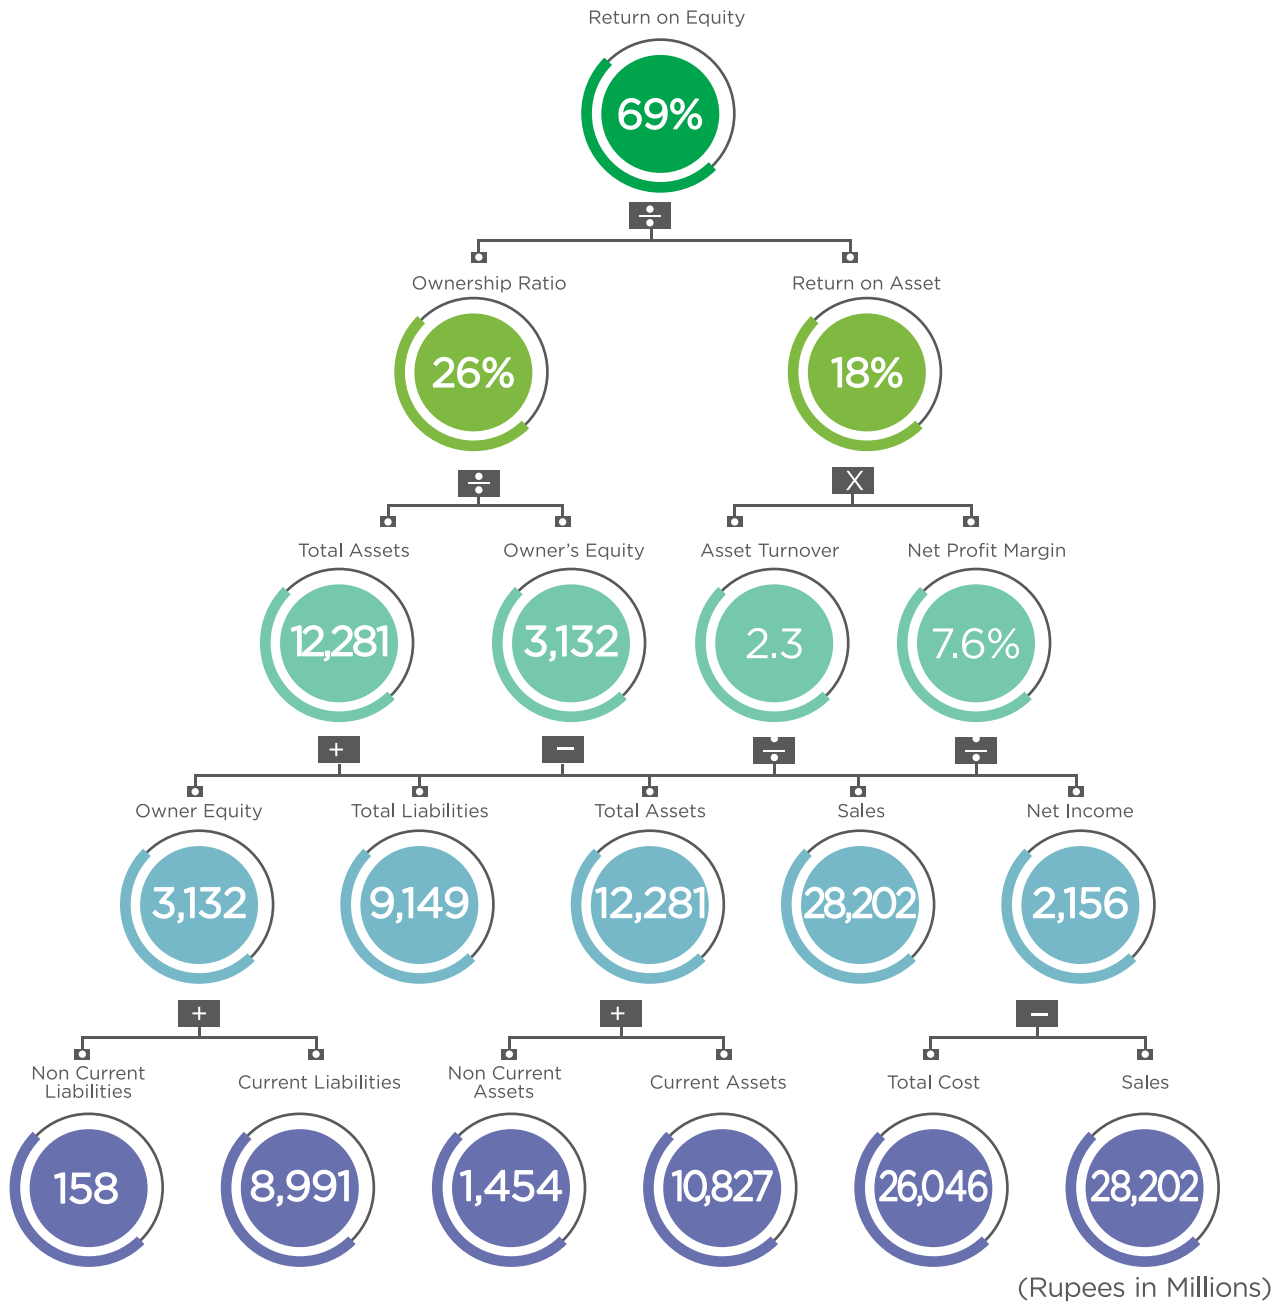 Return on Equity
69%
÷
Ownership Ratio
Return on Asset
26%
18%
÷
X
Total Assets
Owner's Equity
Asset Turnover
Net Profit Margin
12,281
3,132
2.3
7.6%
+
−
÷
÷
Owner Equity
Total Liabilities
Total Assets
Sales
Net Income
3,132
9,149
12,281
28,202
2,156
+
+
−
Non Current
Liabilities
Current Liabilities
Non Current
Assets
Current Assets
Total Cost
Sales
158
8,991
1,454
10,827
26,046
28,202
(Rupees in Millions)